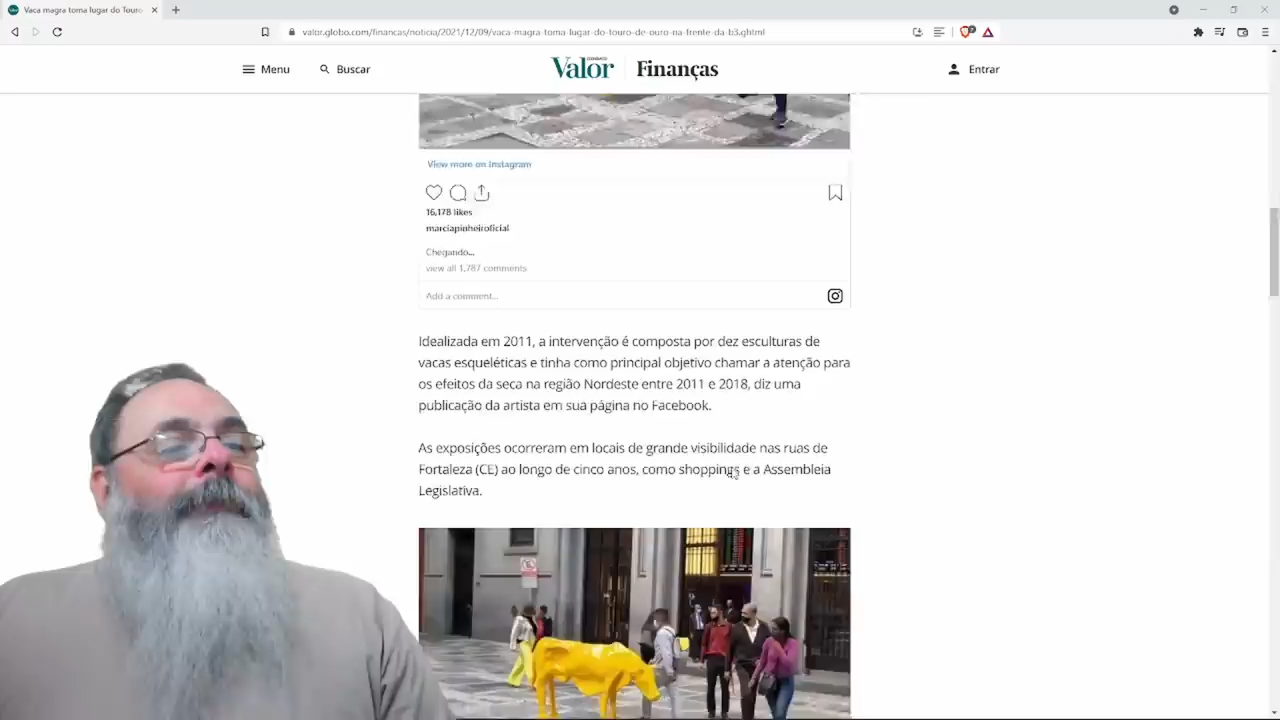 Vaca magra toma lugar do Touro
valor.globo.com/financas/noticia/2021/12/09/vaca-magra-toma-lugar-do-touro-de-ouro-na-frente-da-b3.ghtml
Menu
Buscar
Valor
Finanças
Entrar
View more on Instagram
16,178 likes
marciapinheiroficial
Chegando...
view all 1,787 comments
Add a comment...
Idealizada em 2011, a intervenção é composta por dez esculturas de
vacas esqueléticas e tinha como principal objetivo chamar a atenção para
os efeitos da seca na região Nordeste entre 2011 e 2018, diz uma
publicação da artista em sua página no Facebook.
As exposições ocorreram em locais de grande visibilidade nas ruas de
Fortaleza (CE) ao longo de cinco anos, como shoppings e a Assembleia
Legislativa.